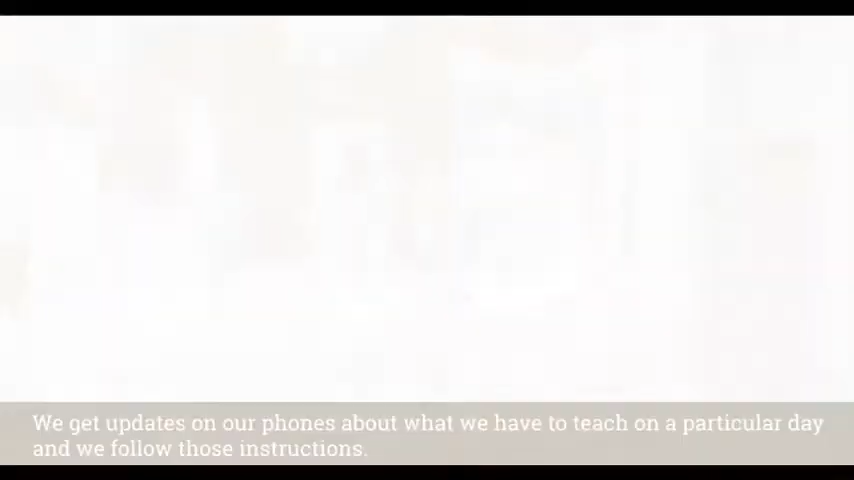 We get updates on our phones about what we have to teach on a particular day
and we follow those instructions.